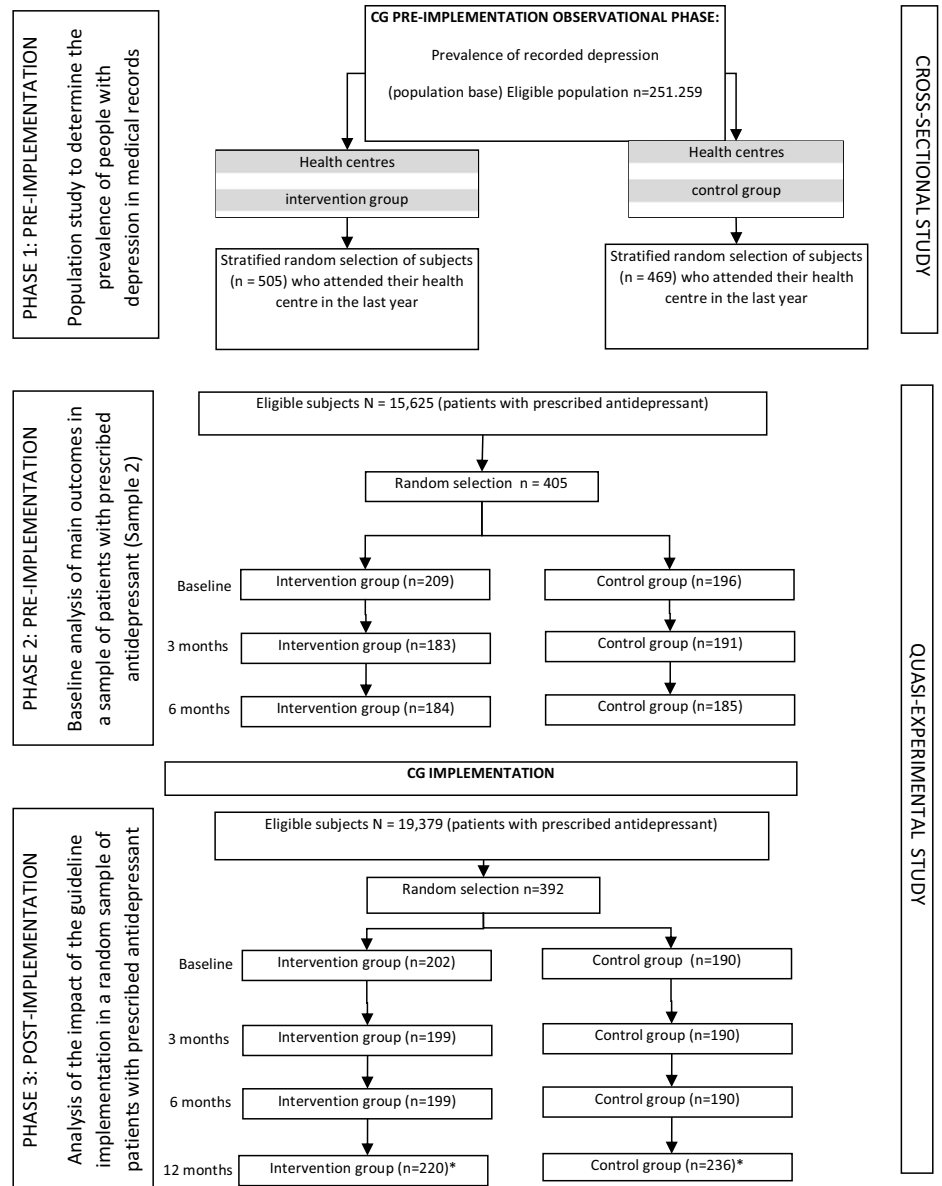 PHASE 1: PRE-IMPLEMENTATION
Population study to determine the
prevalence of people with
depression in medical records
CG PRE-IMPLEMENTATION OBSERVATIONAL PHASE:
Prevalence of recorded depression
(population base) Eligible population n=251.259
Health centres
intervention group
Health centres
control group
Stratified random selection of subjects
(n = 505) who attended their health
centre in the last year
Stratified random selection of subjects
(n = 469) who attended their health
centre in the last year
CROSS-SECTIONAL STUDY
PHASE 2: PRE-IMPLEMENTATION
Baseline analysis of main outcomes in
a sample of patients with prescribed
antidepressant (Sample 2)
Eligible subjects N = 15,625 (patients with prescribed antidepressant)
Random selection n = 405
Baseline
Intervention group (n=209)
Control group (n=196)
3 months
Intervention group (n=183)
Control group (n=191)
6 months
Intervention group (n=184)
Control group (n=185)
QUASI-EXPERIMENTAL STUDY
CG IMPLEMENTATION
PHASE 3: POST-IMPLEMENTATION
Analysis of the impact of the guideline
implementation in a random sample of
patients with prescribed antidepressant
Eligible subjects N = 19,379 (patients with prescribed antidepressant)
Random selection n=392
Baseline
Intervention group (n=202)
Control group (n=190)
3 months
Intervention group (n=199)
Control group (n=190)
6 months
Intervention group (n=199)
Control group (n=190)
12 months
Intervention group (n=220)*
Control group (n=236)*